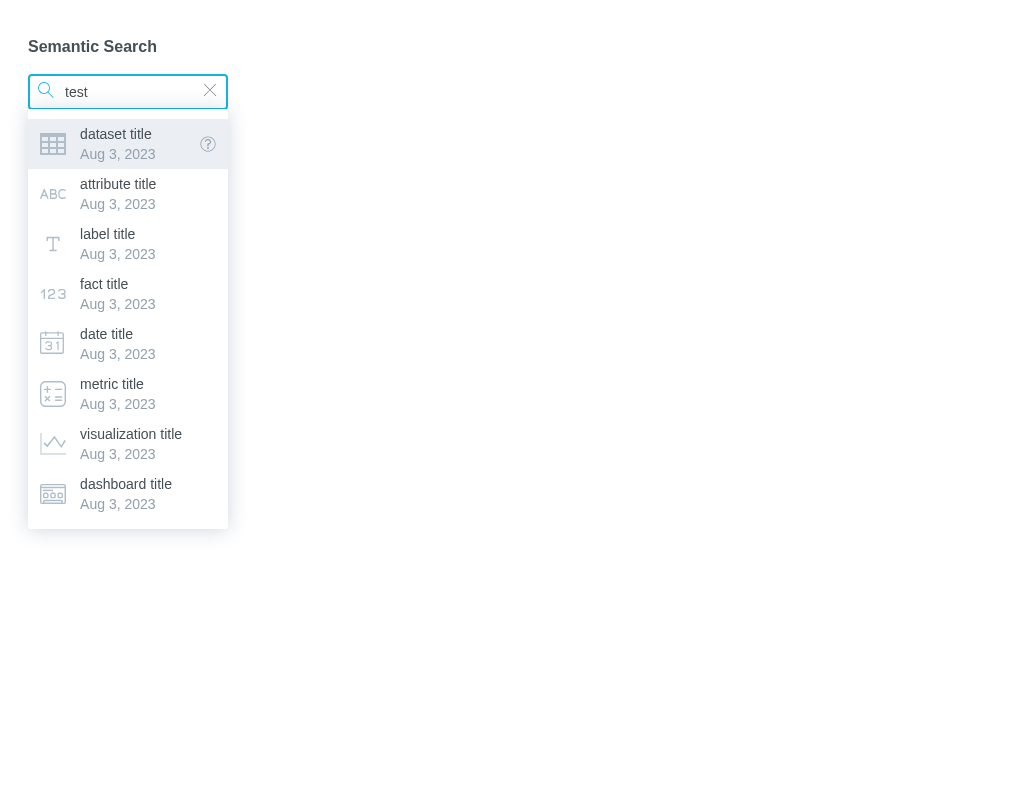 Semantic Search
test
dataset title
Aug 3, 2023
ABC
attribute title
Aug 3, 2023
T
label title
Aug 3, 2023
123
fact title
Aug 3, 2023
31
date title
Aug 3, 2023
metric title
Aug 3, 2023
visualization title
Aug 3, 2023
dashboard title
Aug 3, 2023